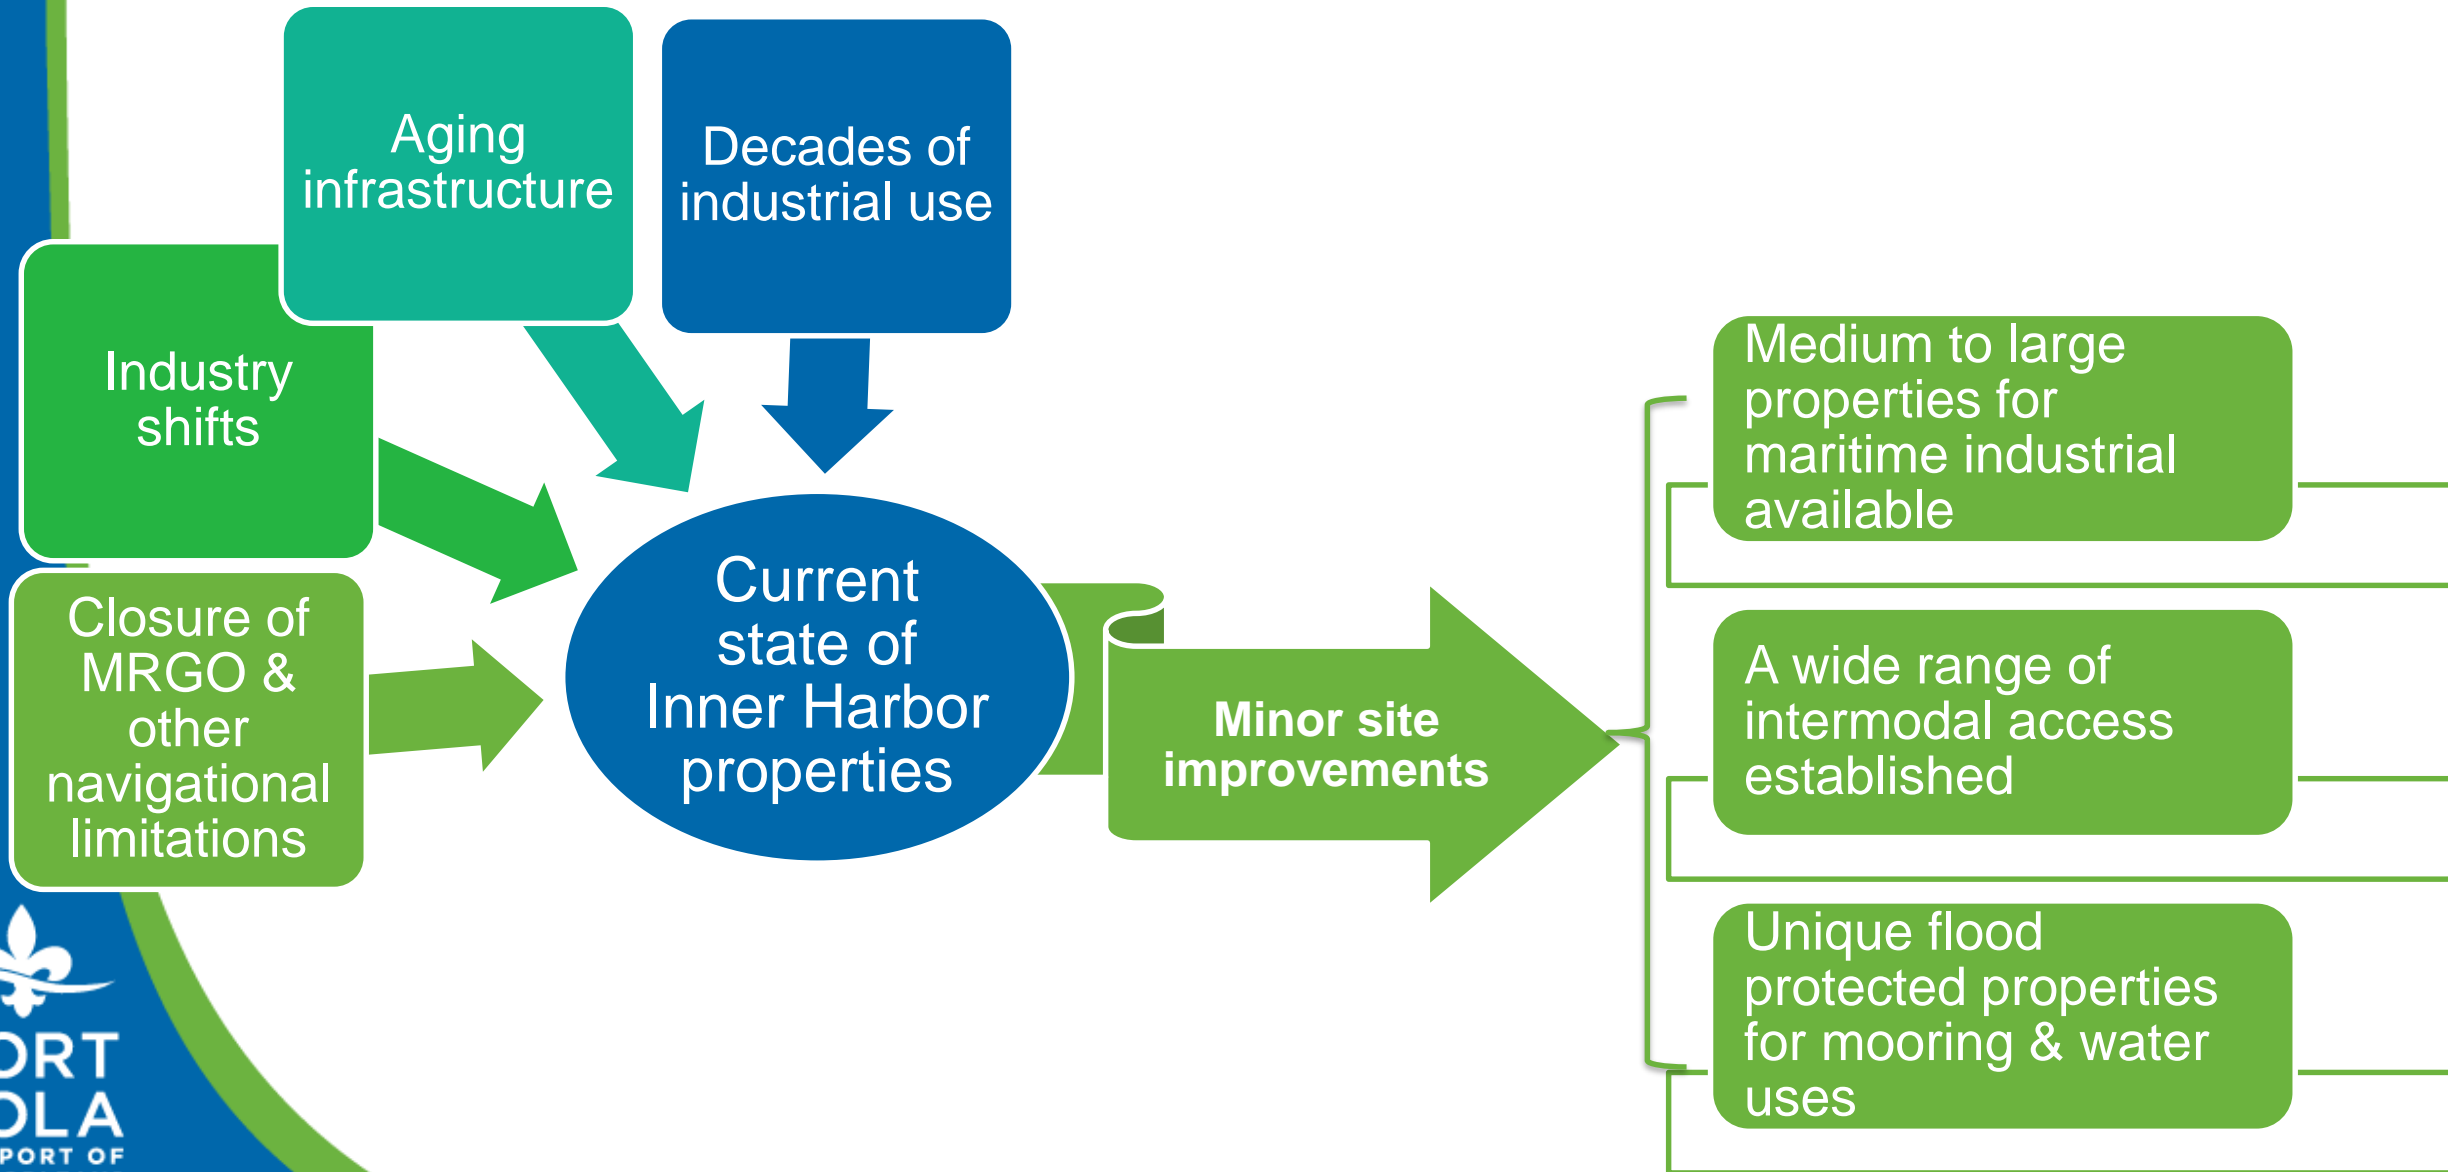 Aging
infrastructure
Decades of
industrial use
Industry
shifts
Closure of
MRGO &
other
navigational
limitations
Current
state of
Inner Harbor
properties
Minor site
improvements
Medium to large
properties for
maritime industrial
available
A wide range of
intermodal access
established
Unique flood
protected properties
for mooring & water
uses
ORT
OLA
PORT OF